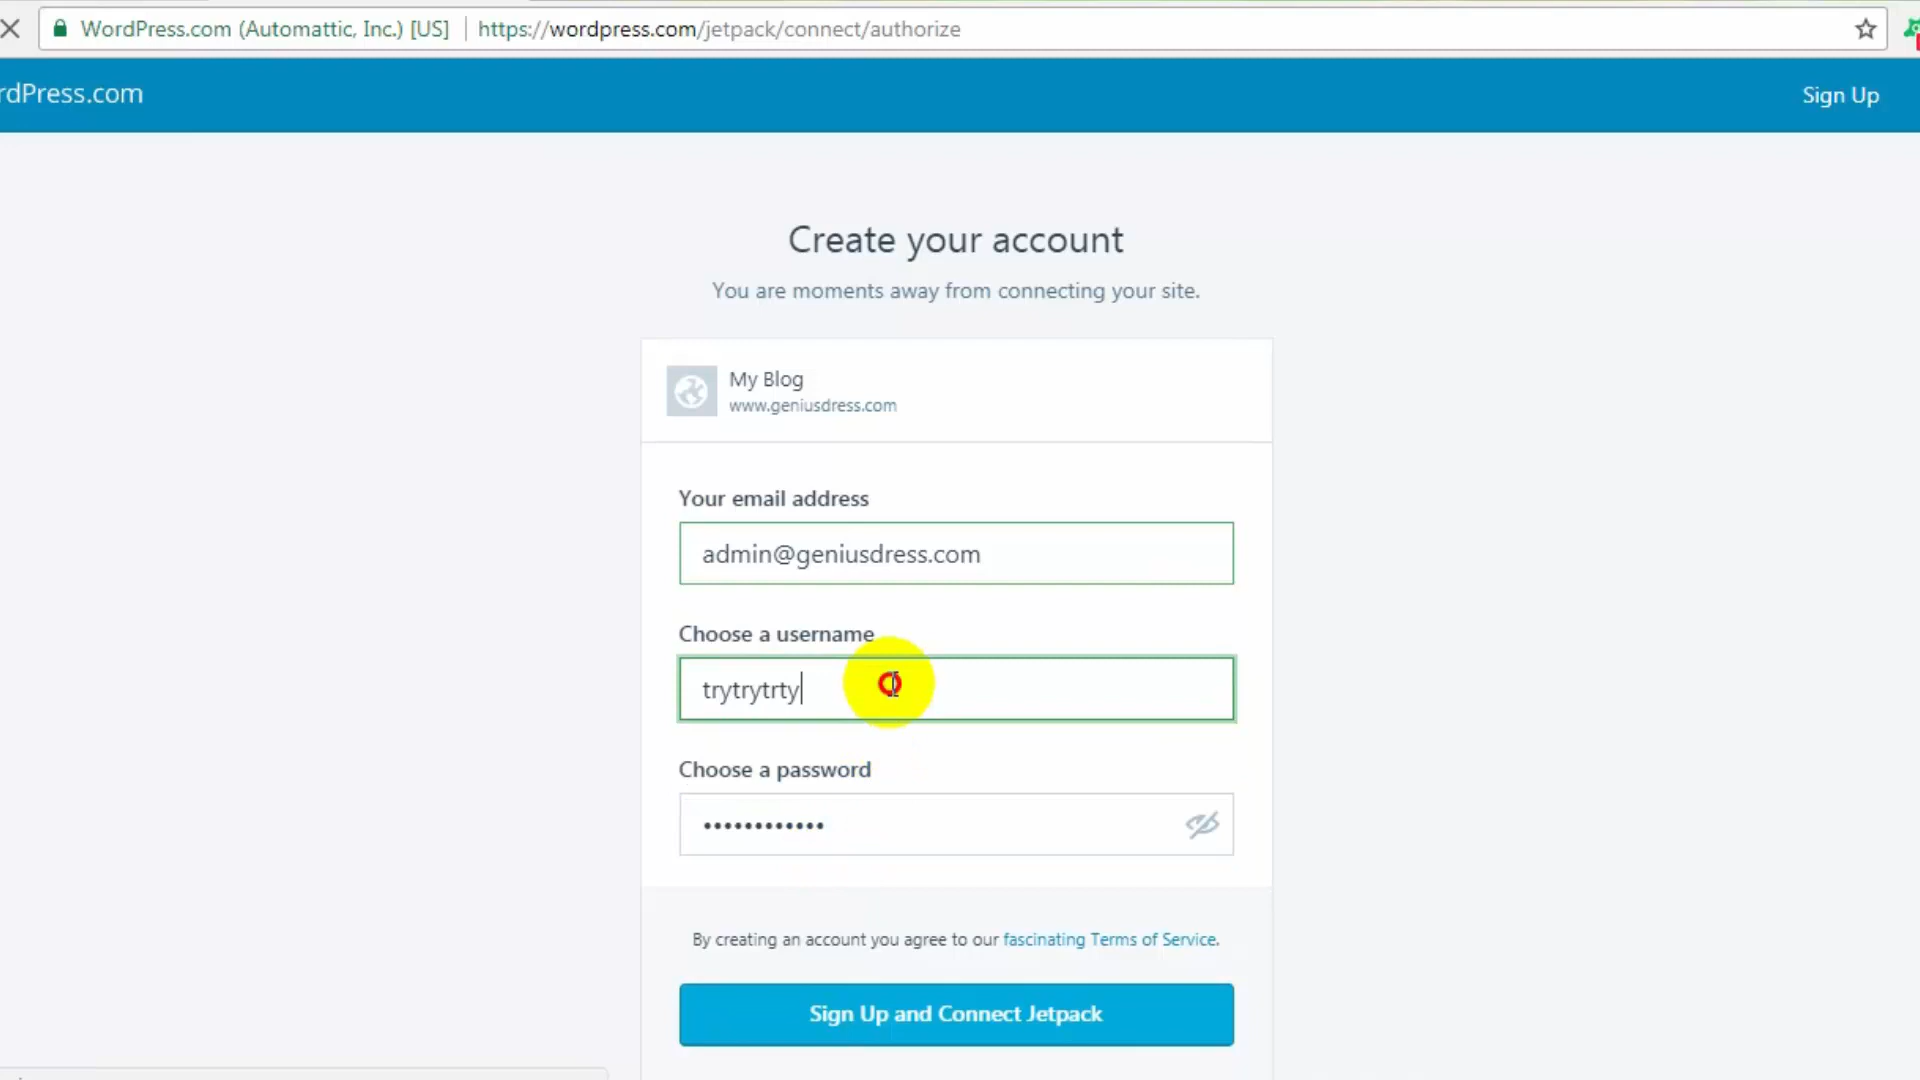 WordPress.com (Automattic, Inc.) [US] https://wordpress.com/jetpack/connect/authorize
rdPress.com
Sign Up
Create your account
You are moments away from connecting your site.
My Blog
www.geniusdress.com
Your email address
admin@geniusdress.com
Choose a username
trytrytrty
Choose a password
••••••••••••
By creating an account you agree to our fascinating Terms of Service.
Sign Up and Connect Jetpack